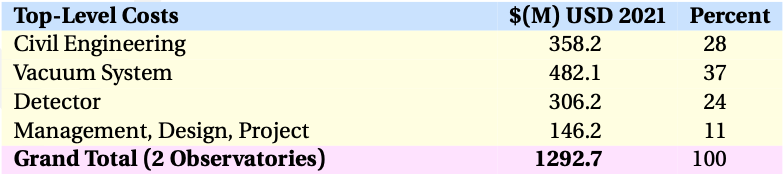 Top-Level Costs $(M) USD 2021 Percent
Civil Engineering 358.2 28
Vacuum System 482.1 37
Detector 306.2 24
Management, Design, Project 146.2 11
Grand Total (2 Observatories) 1292.7 100